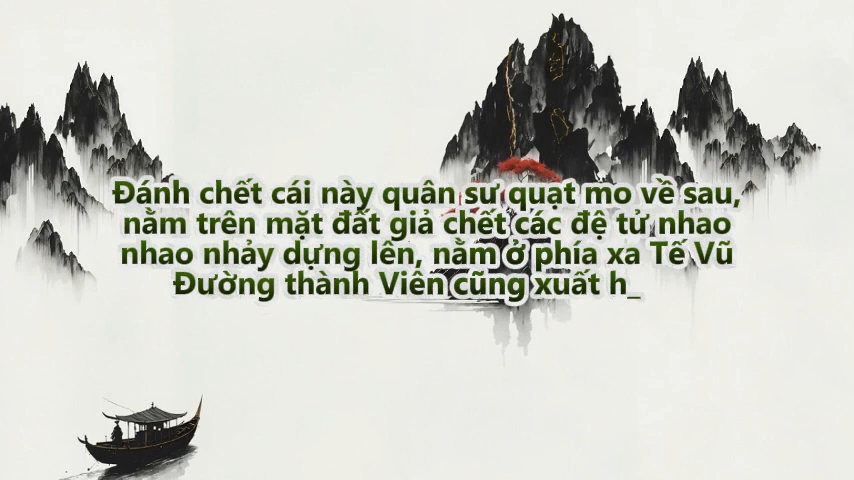 Đánh chết cái này quân sư quạt mo về sau,
nằm trên mặt đất giả chết các đệ tử nhao
nhao nhảy dựng lên, nằm ở phía xa Tế Vũ
Đường thành Viên cũng xuất h_